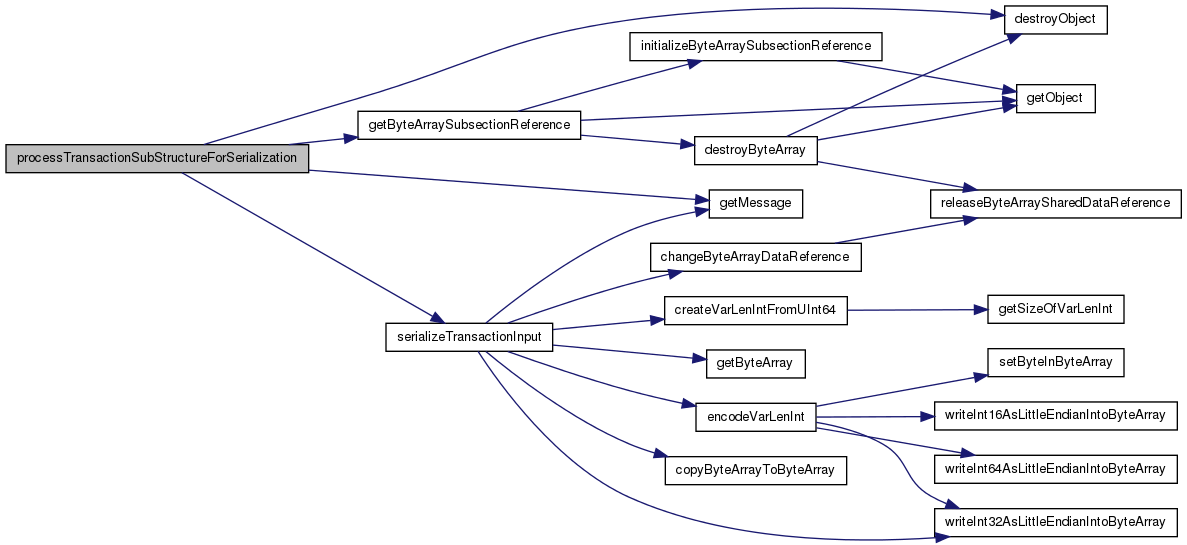 destroyObject
initializeByteArraySubsectionReference
getObject
getByteArraySubsectionReference
destroyByteArray
processTransactionSubStructureForSerialization
getMessage
releaseByteArraySharedDataReference
changeByteArrayDataReference
createVarLenIntFromUInt64
getSizeOfVarLenInt
serializeTransactionInput
getByteArray
setByteInByteArray
encodeVarLenInt
writeInt16AsLittleEndianIntoByteArray
copyByteArrayToByteArray
writeInt64AsLittleEndianIntoByteArray
writeInt32AsLittleEndianIntoByteArray